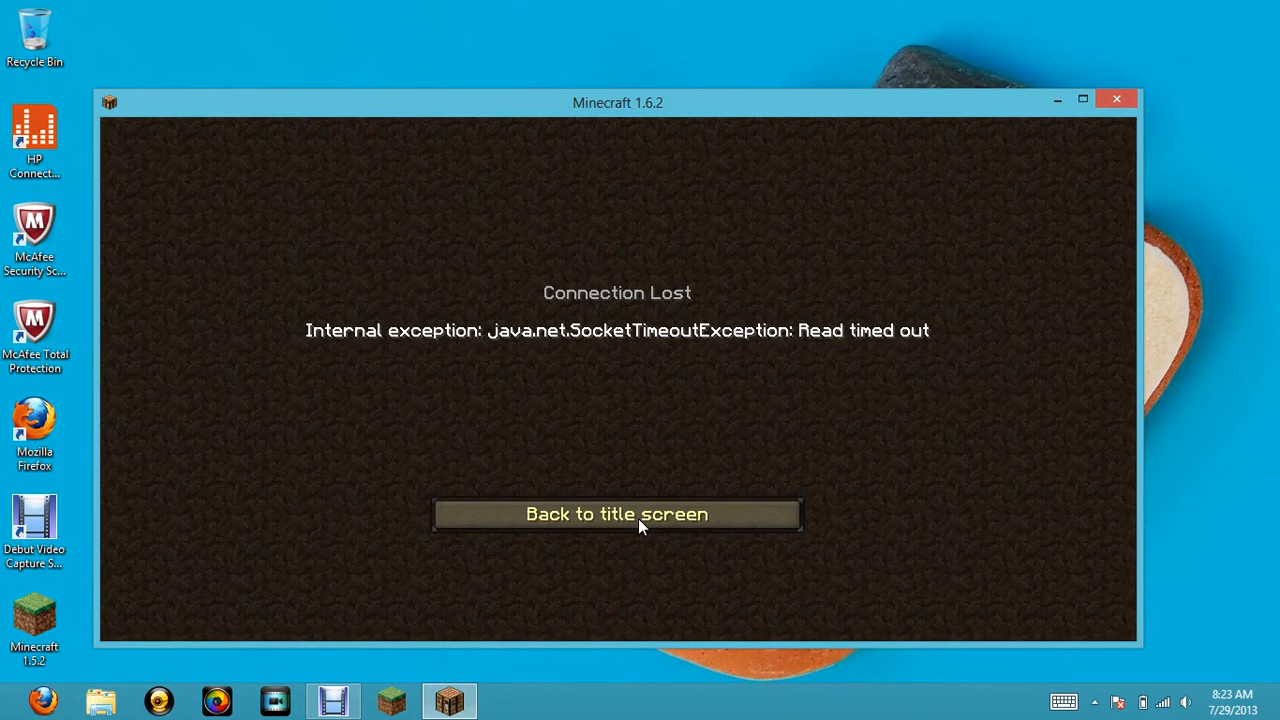 Recycle Bin
HP
Connect...
McAfee
Security Sc...
McAfee Total
Protection
Mozilla
Firefox
Debut Video
Capture S...
Minecraft
1.5.2
Minecraft 1.6.2
Connection Lost
Internal exception: java.net.SocketTimeoutException: Read timed out
Back to title screen
8:23 AM
7/29/2013